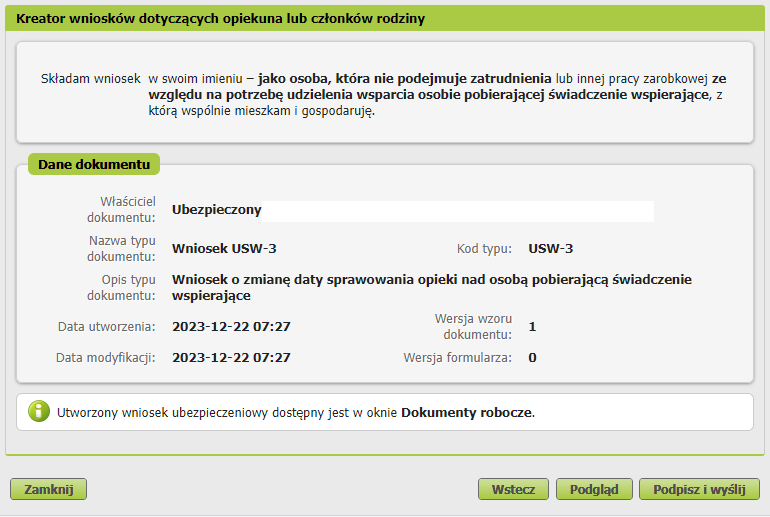 Kreator wniosków dotyczących opiekuna lub członków rodziny
Składam wniosek w swoim imieniu – jako osoba, która nie podejmuje zatrudnienia lub innej pracy zarobkowej ze
względu na potrzebę udzielenia wsparcia osobie pobierającej świadczenie wspierające, z
którą wspólnie mieszkam i gospodaruję.
Dane dokumentu
Właściciel
dokumentu: Ubezpieczony
Nazwa typu
dokumentu: Wniosek USW-3 Kod typu: USW-3
Opis typu
dokumentu: Wniosek o zmianę daty sprawowania opieki nad osobą pobierającą świadczenie
wspierające
Data utworzenia: 2023-12-22 07:27 Wersja wzoru
dokumentu: 1
Data modyfikacji: 2023-12-22 07:27 Wersja formularza: 0
Utworzony wniosek ubezpieczeniowy dostępny jest w oknie Dokumenty robocze.
Zamknij Wstecz Podgląd Podpisz i wyślij